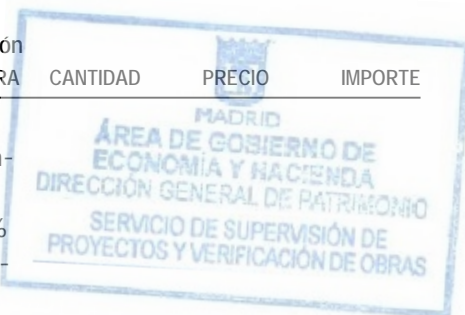 ón
RA CANTIDAD PRECIO IMPORTE
MADRID
ÁREA DE GOBIERNO DE
ECONOMÍA Y HACIENDA
DIRECCIÓN GENERAL DE PATRIMONIO
SERVICIO DE SUPERVISIÓN DE
PROYECTOS Y VERIFICACIÓN DE OBRAS